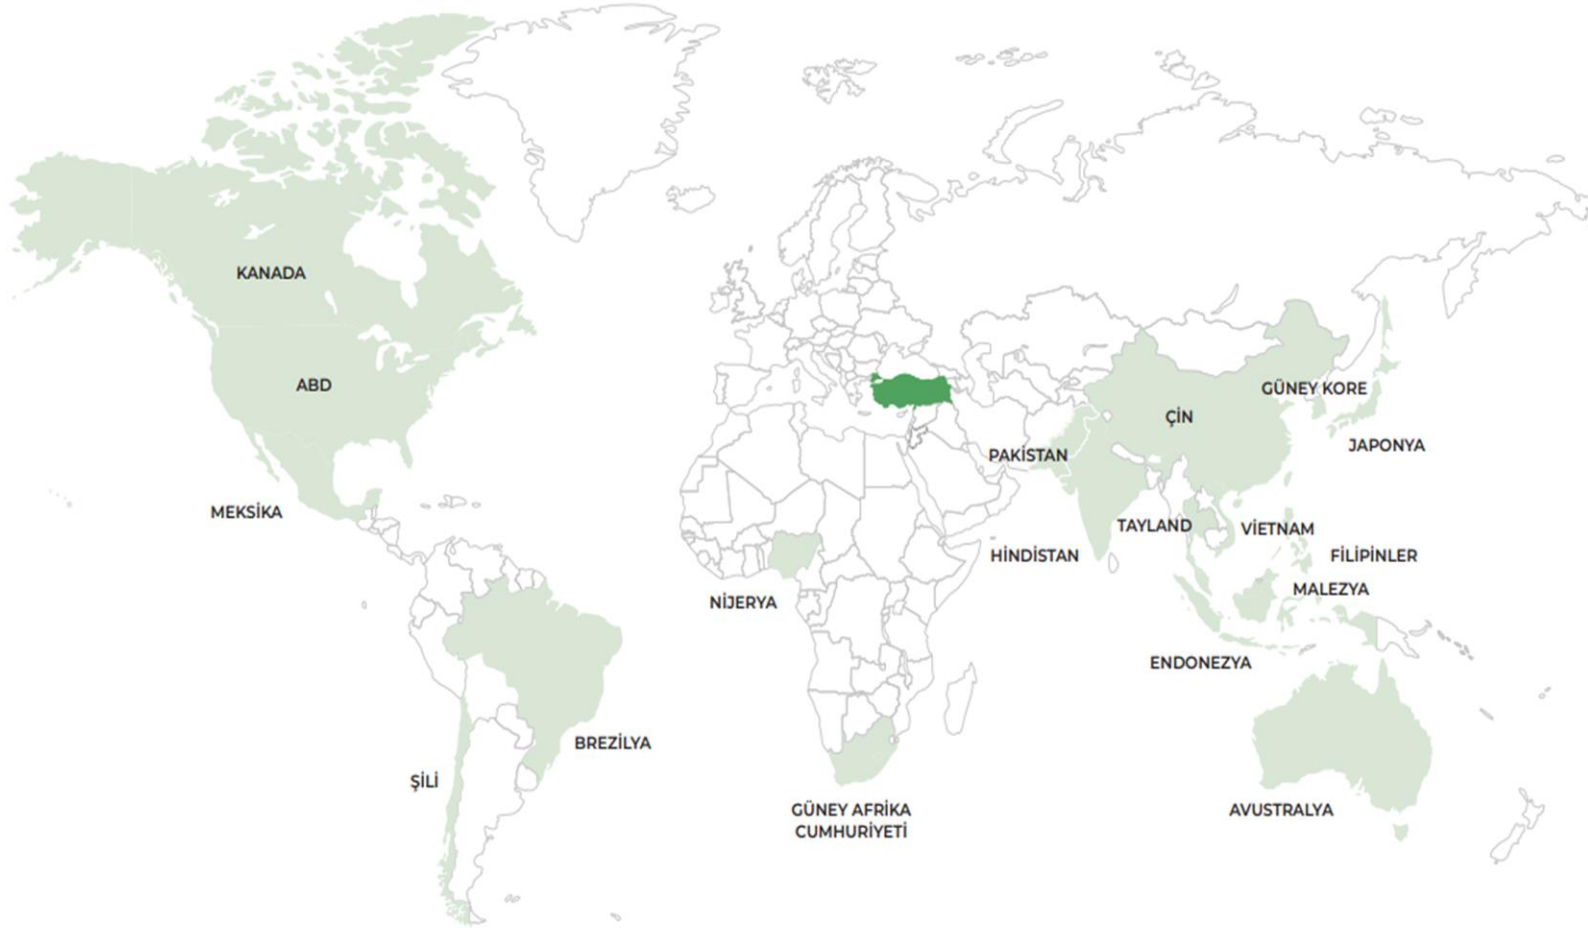 KANADA
ABD
MEKSİKA
GÜNEY KORE
ÇİN
JAPONYA
PAKİSTAN
TAYLAND
VİETNAM
HİNDİSTAN
FİLİPİNLER
MALEZYA
NİJERYA
ENDONEZYA
BREZİLYA
ŞİLİ
GÜNEY AFRİKA
CUMHURİYETİ
AVUSTRALYA